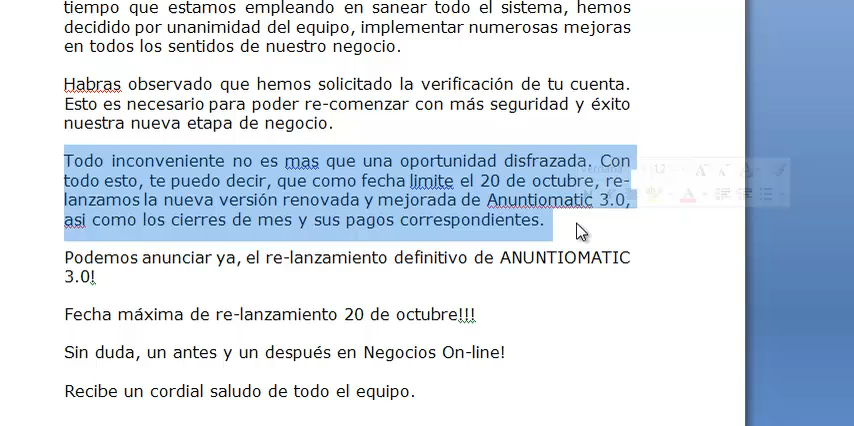 tiempo que estamos empleando en sanear todo el sistema, hemos
decidido por unanimidad del equipo, implementar numerosas mejoras
en todos los sentidos de nuestro negocio.
Habras observado que hemos solicitado la verificación de tu cuenta.
Esto es necesario para poder re-comenzar con más seguridad y éxito
nuestra nueva etapa de negocio.
Todo inconveniente no es mas que una oportunidad disfrazada. Con
todo esto, te puedo decir, que como fecha limite el 20 de octubre, re-
lanzamos la nueva versión renovada y mejorada de Anuntiomatic 3.0,
asi como los cierres de mes y sus pagos correspondientes.
Podemos anunciar ya, el re-lanzamiento definitivo de ANUNTIOMATIC
3.0!
Fecha máxima de re-lanzamiento 20 de octubre!!!
Sin duda, un antes y un después en Negocios On-line!
Recibe un cordial saludo de todo el equipo.